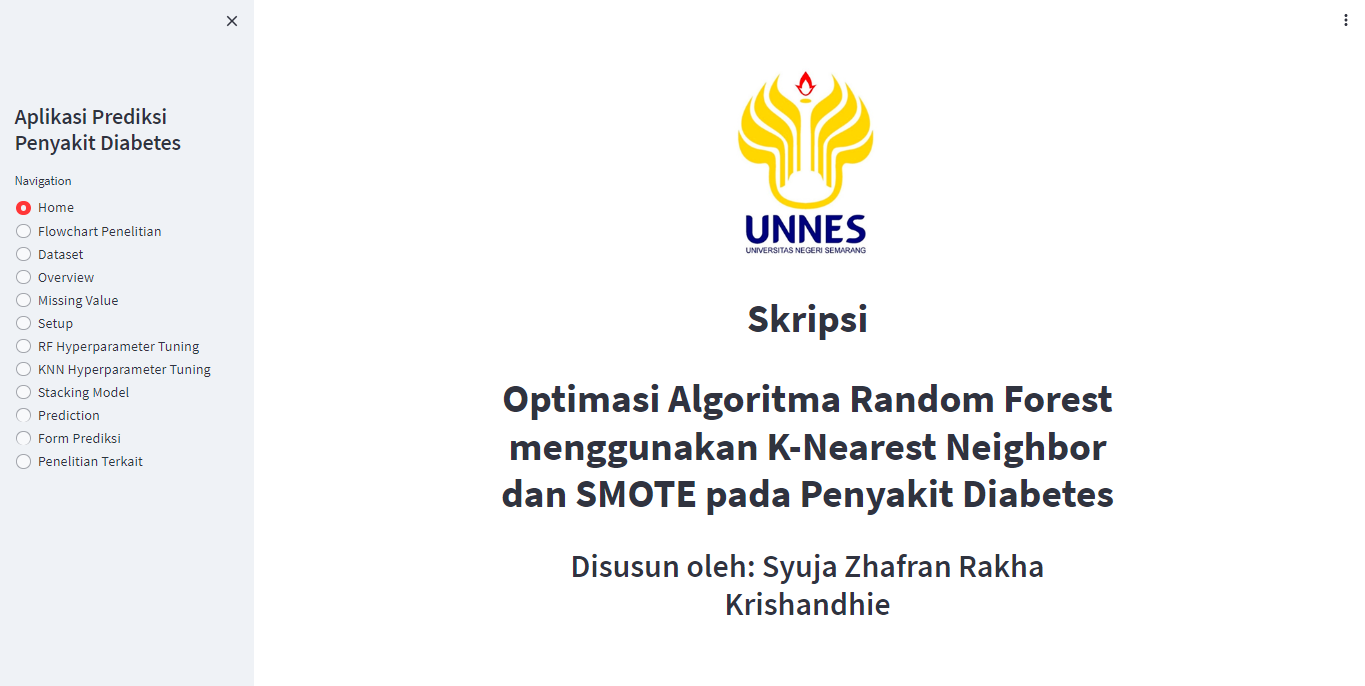 Aplikasi Prediksi
Penyakit Diabetes
Navigation
Home
Flowchart Penelitian
Dataset
Overview
Missing Value
Setup
RF Hyperparameter Tuning
KNN Hyperparameter Tuning
Stacking Model
Prediction
Form Prediksi
Penelitian Terkait
UNNES
UNIVERSITAS NEGERI SEMARANG
Skripsi
Optimasi Algoritma Random Forest
menggunakan K-Nearest Neighbor
dan SMOTE pada Penyakit Diabetes
Disusun oleh: Syuja Zhafran Rakha
Krishandhie